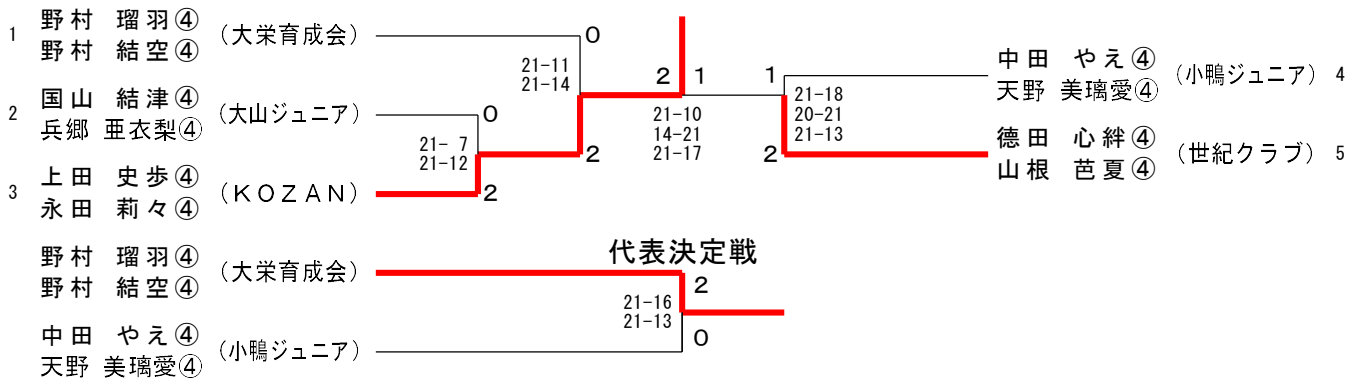 1 野村 瑠羽④ (大栄育成会)
野村 結空④
0
21-11
21-14
2 国山 結津④ (大山ジュニア)
兵郷 亜衣梨④
0
21- 7
21-12
2
3 上田 史歩④ (KOZAN)
永田 莉々④
2
2 1
21-10
14-21
21-17
1
21-18
20-21
21-13
2
中田 やえ④ (小鴨ジュニア) 4
天野 美璃愛④
德田 心絆④ (世紀クラブ) 5
山根 芭夏④
代表決定戦
野村 瑠羽④ (大栄育成会)
野村 結空④
2
21-16
21-13
0
中田 やえ④ (小鴨ジュニア)
天野 美璃愛④